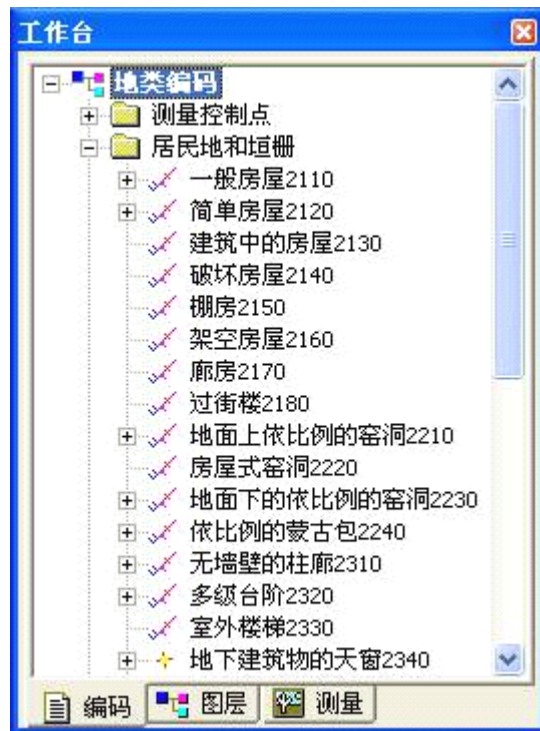 工作台
地类编码
测量控制点
居民地和垣栅
一般房屋2110
简单房屋2120
建筑中的房屋2130
破坏房屋2140
棚房2150
架空房屋2160
廊房2170
过街楼2180
地面上依比例的窑洞2210
房屋式窑洞2220
地面下的依比例的窑洞2230
依比例的蒙古包2240
无墙壁的柱廊2310
多级台阶2320
室外楼梯2330
地下建筑物的天窗2340
编码 图层 测量